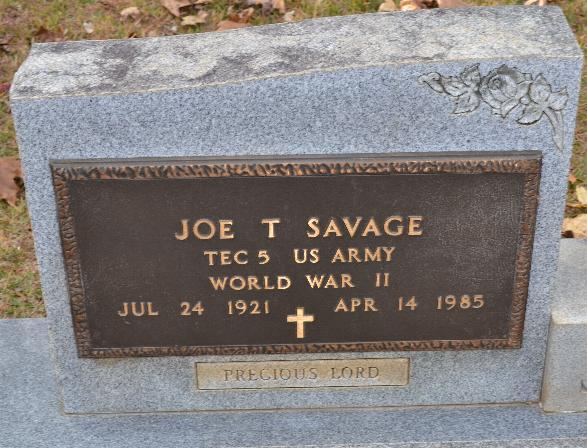 JOE T SAVAGE
TEC 5 US ARMY
WORLD WAR II
JUL 24 1921 APR 14 1985
PRECIOUS LORD